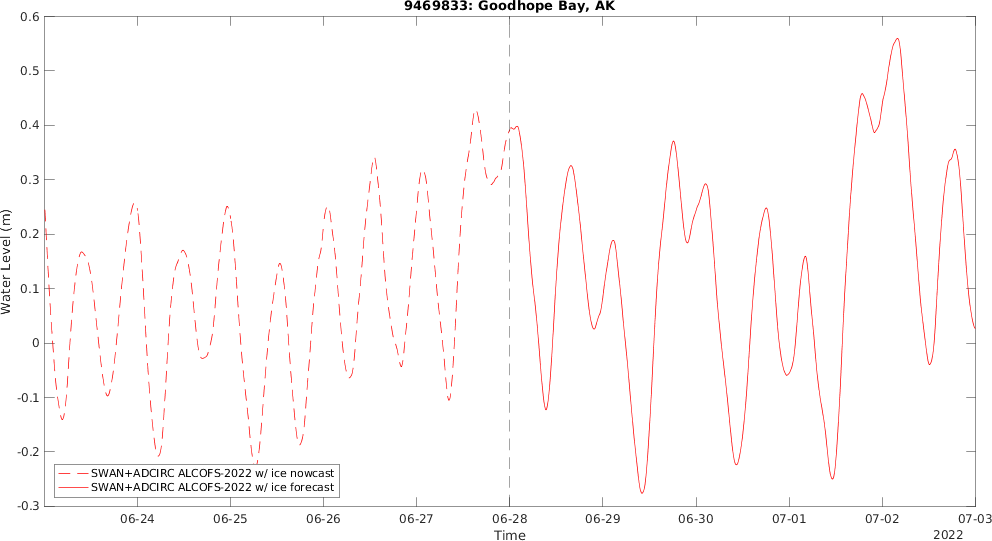 9469833: Goodhope Bay, AK
0.6
0.5
0.4
0.3
0.2
0.1
0
-0.1
-0.2
-0.3
Water Level (m)
SWAN+ADCIRC ALCOFS-2022 w/ ice nowcast
SWAN+ADCIRC ALCOFS-2022 w/ ice forecast
06-24 06-25 06-26 06-27 06-28 06-29 06-30 07-01 07-02 07-03
Time
2022